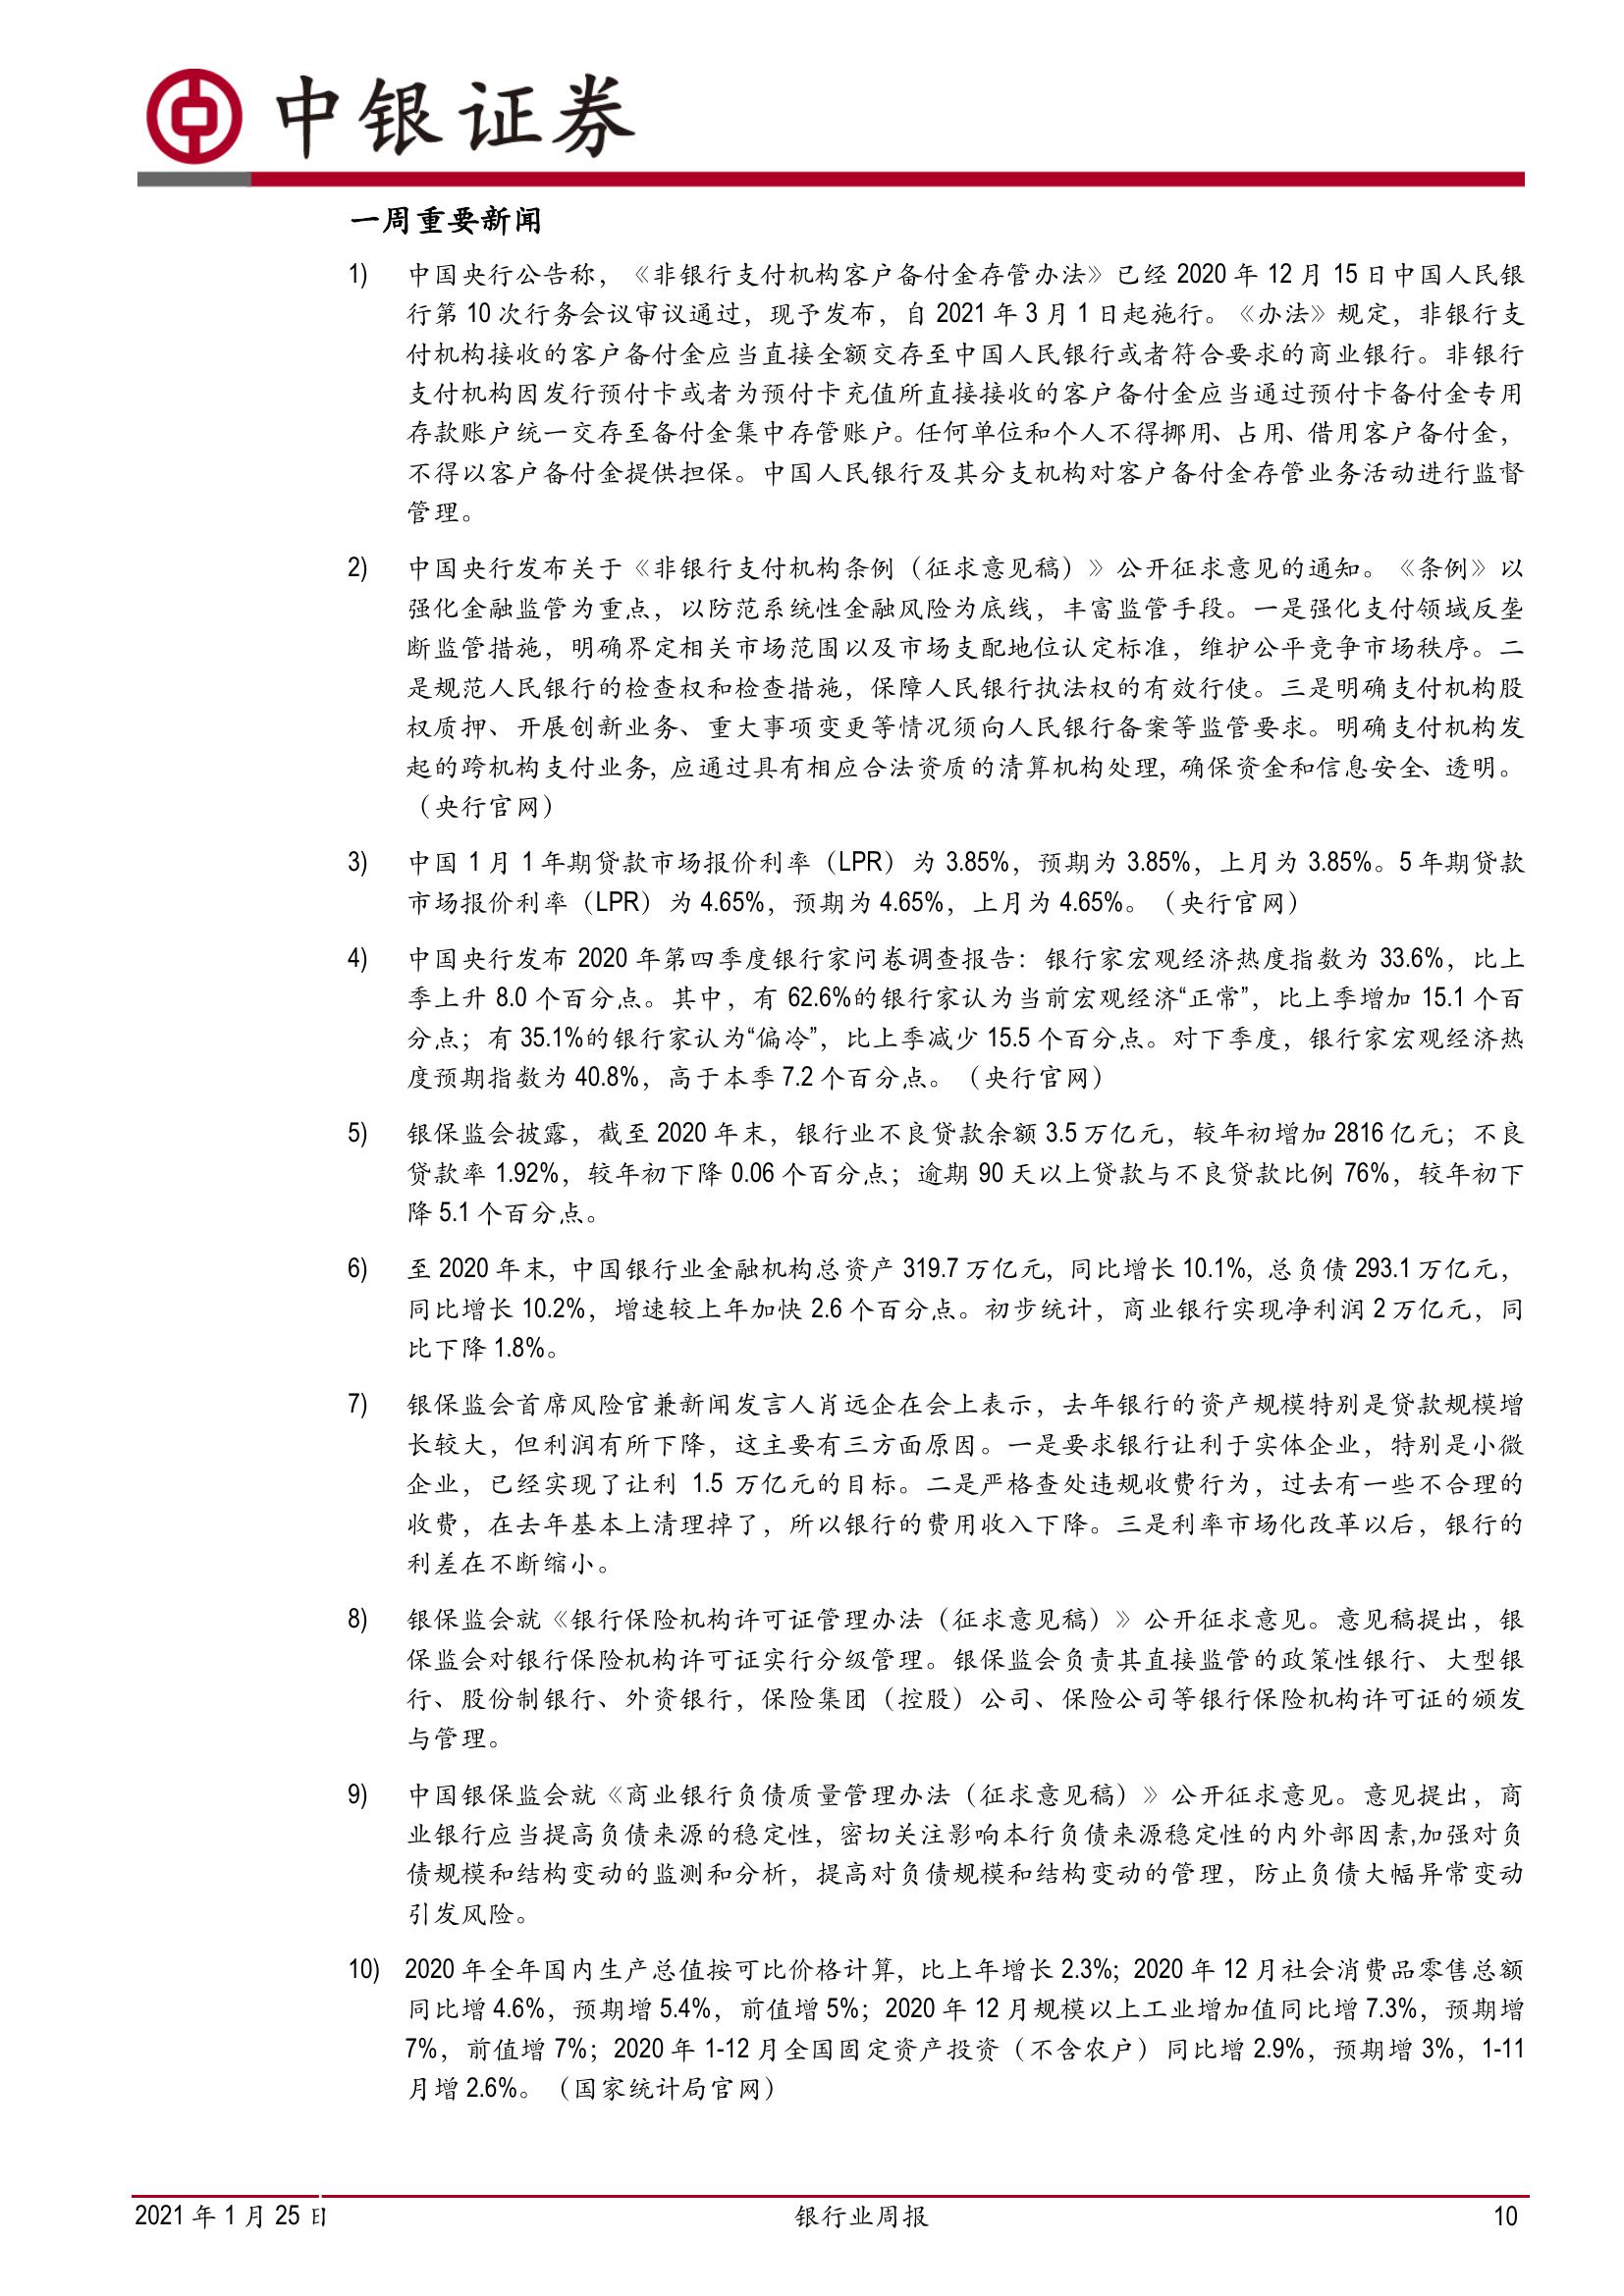 中银证券
一周重要新闻
1) 中国央行公告称，《非银行支付机构客户备付金存管办法》已经 2020 年 12 月 15 日中国人民银
行第 10 次行务会议审议通过，现予发布，自 2021 年 3 月 1 日起施行。《办法》规定，非银行支
付机构接收的客户备付金应当直接全额交存至中国人民银行或者符合要求的商业银行。非银行
支付机构因发行预付卡或者为预付卡充值所直接接收的客户备付金应当通过预付卡备付金专用
存款账户统一交存至备付金集中存管账户。任何单位和个人不得挪用、占用、借用客户备付金，
不得以客户备付金提供担保。中国人民银行及其分支机构对客户备付金存管业务活动进行监督
管理。
2) 中国央行发布关于《非银行支付机构条例（征求意见稿）》公开征求意见的通知。《条例》以
强化金融监管为重点，以防范系统性金融风险为底线，丰富监管手段。一是强化支付领域反垄
断监管措施，明确界定相关市场范围以及市场支配地位认定标准，维护公平竞争市场秩序。二
是规范人民银行的检查权和检查措施，保障人民银行执法权的有效行使。三是明确支付机构股
权质押、开展创新业务、重大事项变更等情况须向人民银行备案等监管要求。明确支付机构发
起的跨机构支付业务，应通过具有相应合法资质的清算机构处理，确保资金和信息安全、透明。
（央行官网）
3) 中国 1 月 1 年期贷款市场报价利率（LPR）为 3.85%，预期为 3.85%，上月为 3.85%。5 年期贷款
市场报价利率（LPR）为 4.65%，预期为 4.65%，上月为 4.65%。（央行官网）
4) 中国央行发布 2020 年第四季度银行家问卷调查报告：银行家宏观经济热度指数为 33.6%，比上
季上升 8.0 个百分点。其中，有 62.6%的银行家认为当前宏观经济“正常”，比上季增加 15.1 个百
分点；有 35.1%的银行家认为“偏冷”，比上季减少 15.5 个百分点。对下季度，银行家宏观经济热
度预期指数为 40.8%，高于本季 7.2 个百分点。（央行官网）
5) 银保监会披露，截至 2020 年末，银行业不良贷款余额 3.5 万亿元，较年初增加 2816 亿元；不良
贷款率 1.92%，较年初下降 0.06 个百分点；逾期 90 天以上贷款与不良贷款比例 76%，较年初下
降 5.1 个百分点。
6) 至 2020 年末，中国银行业金融机构总资产 319.7 万亿元，同比增长 10.1%，总负债 293.1 万亿元，
同比增长 10.2%，增速较上年加快 2.6 个百分点。初步统计，商业银行实现净利润 2 万亿元，同
比下降 1.8%。
7) 银保监会首席风险官兼新闻发言人肖远企在会上表示，去年银行的资产规模特别是贷款规模增
长较大，但利润有所下降，这主要有三方面原因。一是要求银行让利于实体企业，特别是小微
企业，已经实现了让利 1.5 万亿元的目标。二是严格查处违规收费行为，过去有一些不合理的
收费，在去年基本上清理掉了，所以银行的费用收入下降。三是利率市场化改革以后，银行的
利差在不断缩小。
8) 银保监会就《银行保险机构许可证管理办法（征求意见稿）》公开征求意见。意见稿提出，银
保监会对银行保险机构许可证实行分级管理。银保监会负责其直接监管的政策性银行、大型银
行、股份制银行、外资银行，保险集团（控股）公司、保险公司等银行保险机构许可证的颁发
与管理。
9) 中国银保监会就《商业银行负债质量管理办法（征求意见稿）》公开征求意见。意见提出，商
业银行应当提高负债来源的稳定性，密切关注影响本行负债来源稳定性的内外部因素,加强对负
债规模和结构变动的监测和分析，提高对负债规模和结构变动的管理，防止负债大幅异常变动
引发风险。
10) 2020 年全年国内生产总值按可比价格计算，比上年增长 2.3%；2020 年 12 月社会消费品零售总额
同比增 4.6%，预期增 5.4%，前值增 5%；2020 年 12 月规模以上工业增加值同比增 7.3%，预期增
7%，前值增 7%；2020 年 1-12 月全国固定资产投资（不含农户）同比增 2.9%，预期增 3%，1-11
月增 2.6%。（国家统计局官网）
2021 年 1 月 25 日 银行业周报 10